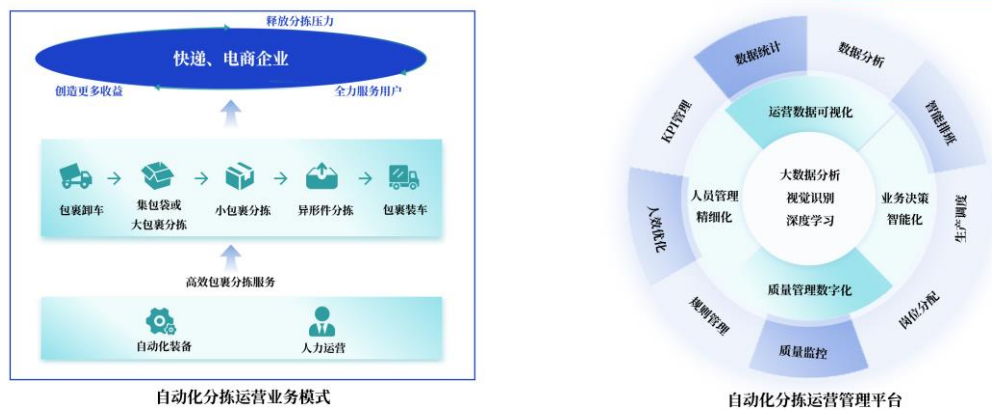 释放分拣压力
快递、电商企业
创造更多收益
全力服务用户
包裹卸车
集包袋或
大包裹分拣
小包裹分拣
异形件分拣
包裹装车
高效包裹分拣服务
自动化装备
人力运营
自动化分拣运营业务模式
数据统计
数据分析
智能排班
生产调度
岗位分配
质量监控
规则管理
人效优化
KPI管理
运营数据可视化
业务决策
智能化
质量管理数字化
人员管理
精细化
大数据分析
视觉识别
深度学习
自动化分拣运营管理平台